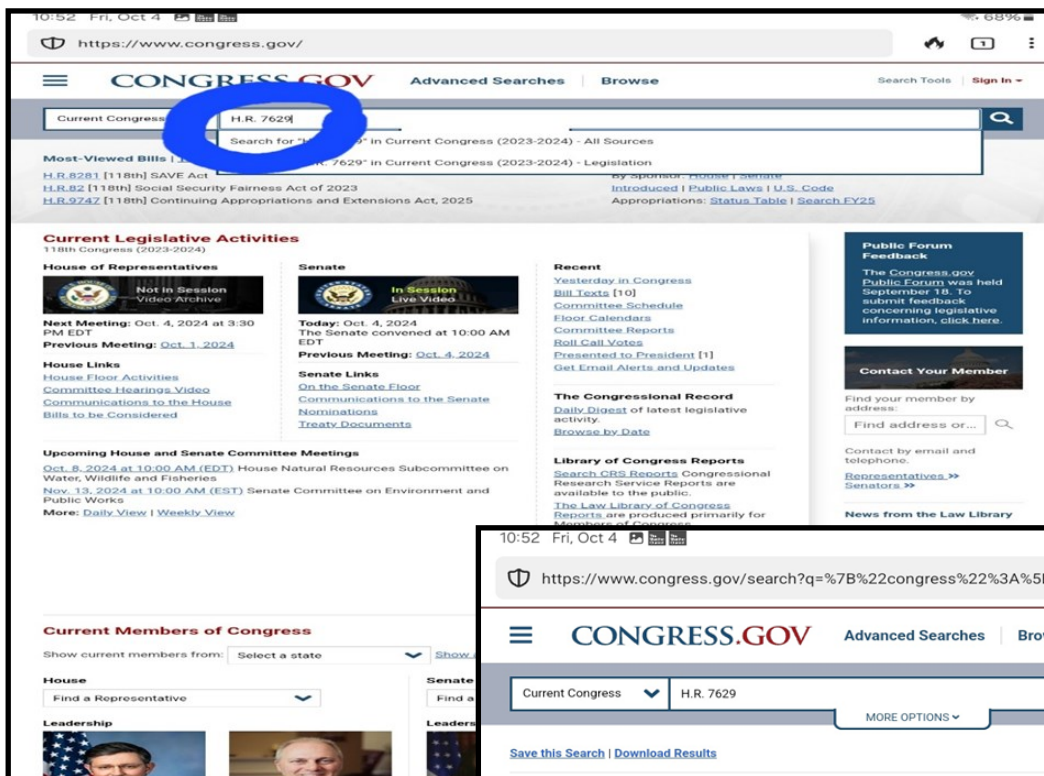 10:52 Fri, Oct 4 68%
https://www.congress.gov/ 1
CONGRESS.GOV Advanced Searches Browse Search Tools Sign In
Current Congress H.R. 7629
Search for "H.R. 7629" in Current Congress (2023-2024) - All Sources
7629" in Current Congress (2023-2024) - Legislation
Most-Viewed Bills |
By Sponsor: House | Senate
H.R.8281 [118th] SAVE Act
Introduced | Public Laws | U.S. Code
H.R.82 [118th] Social Security Fairness Act of 2023
Appropriations: Status Table | Search FY25
H.R.9747 [118th] Continuing Appropriations and Extensions Act, 2025
Current Legislative Activities
118th Congress (2023-2024)
House of Representatives
Not in Session
Video Archive
Next Meeting: Oct. 4, 2024 at 3:30
PM EDT
Previous Meeting: Oct. 1, 2024
House Links
House Floor Activities
Committee Hearings Video
Communications to the House
Bills to be Considered
Senate
In Session
Live Video
Today: Oct. 4, 2024
The Senate convened at 10:00 AM
EDT
Previous Meeting: Oct. 4, 2024
Senate Links
On the Senate Floor
Communications to the Senate
Nominations
Treaty Documents
Upcoming House and Senate Committee Meetings
Oct. 8, 2024 at 10:00 AM (EDT) House Natural Resources Subcommittee on
Water, Wildlife and Fisheries
Nov. 13, 2024 at 10:00 AM (EST) Senate Committee on Environment and
Public Works
More: Daily View | Weekly View
Recent
Yesterday in Congress
Bill Texts [10]
Committee Schedule
Floor Calendars
Committee Reports
Roll Call Votes
Presented to President [1]
Get Email Alerts and Updates
The Congressional Record
Daily Digest of latest legislative
activity.
Browse by Date
Library of Congress Reports
Search CRS Reports Congressional
Research Service Reports are
available to the public.
The Law Library of Congress
Reports are produced primarily for
Members of Congress
Public Forum
Feedback
The Congress.gov
Public Forum was held
September 18. To
submit feedback
concerning legislative
information, click here.
Contact Your Member
Find your member by
address:
Find address or...
Contact by email and
telephone.
Representatives >>
Senators >>
News from the Law Library
Current Members of Congress
Show current members from: Select a state Show
House
Find a Representative
Leadership
Senate
Find a
Leaders
10:52 Fri, Oct 4
https://www.congress.gov/search?q=%7B%22congress%22%3A%5
CONGRESS.GOV Advanced Searches Bro
Current Congress H.R. 7629
MORE OPTIONS
Save this Search | Download Results